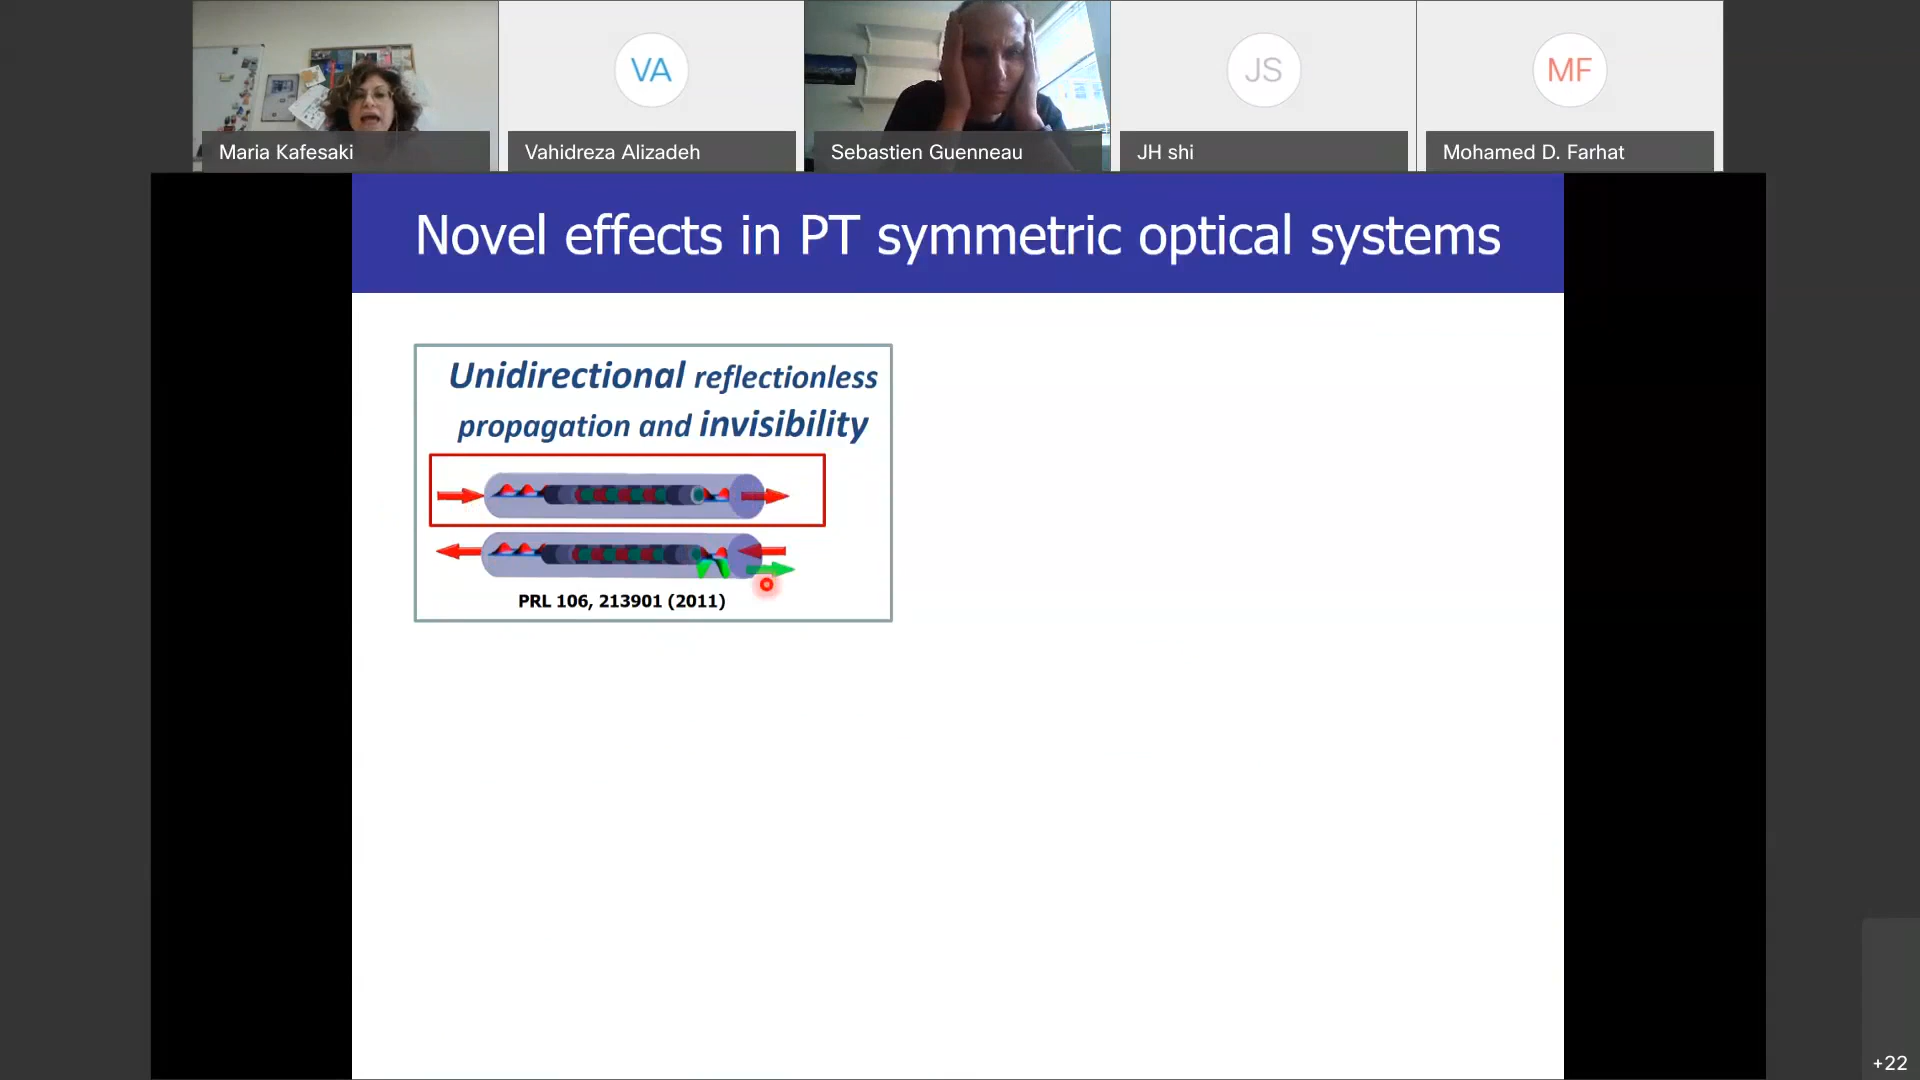 VA
JS
MF
Maria Kafesaki
Vahidreza Alizadeh
Sebastien Guenneau
JH shi
Mohamed D. Farhat
Novel effects in PT symmetric optical systems
Unidirectional reflectionless
propagation and invisibility
PRL 106, 213901 (2011)
+22